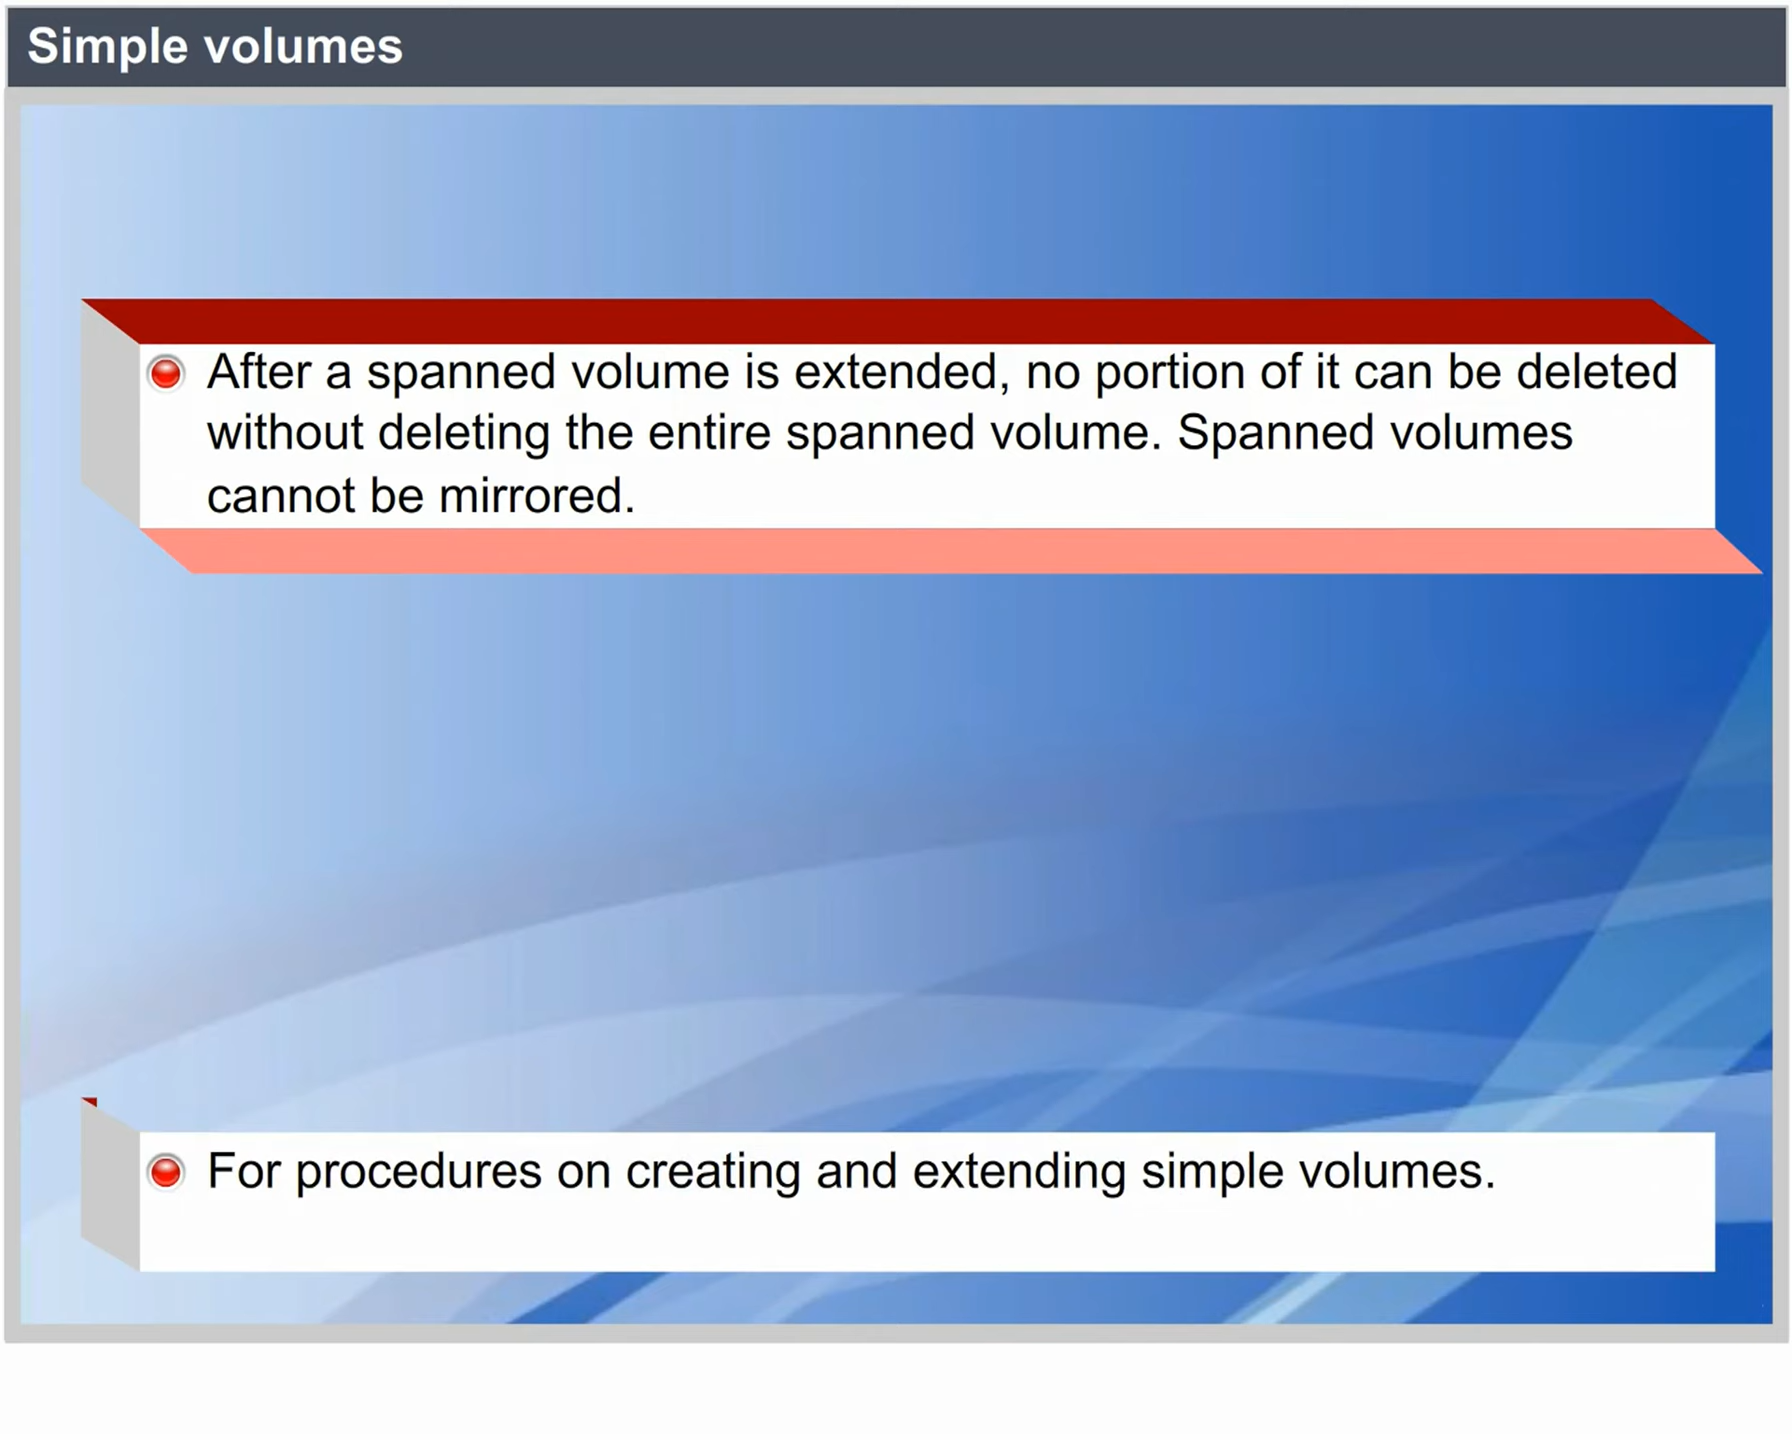 Simple volumes
After a spanned volume is extended, no portion of it can be deleted
without deleting the entire spanned volume. Spanned volumes
cannot be mirrored.
For procedures on creating and extending simple volumes.